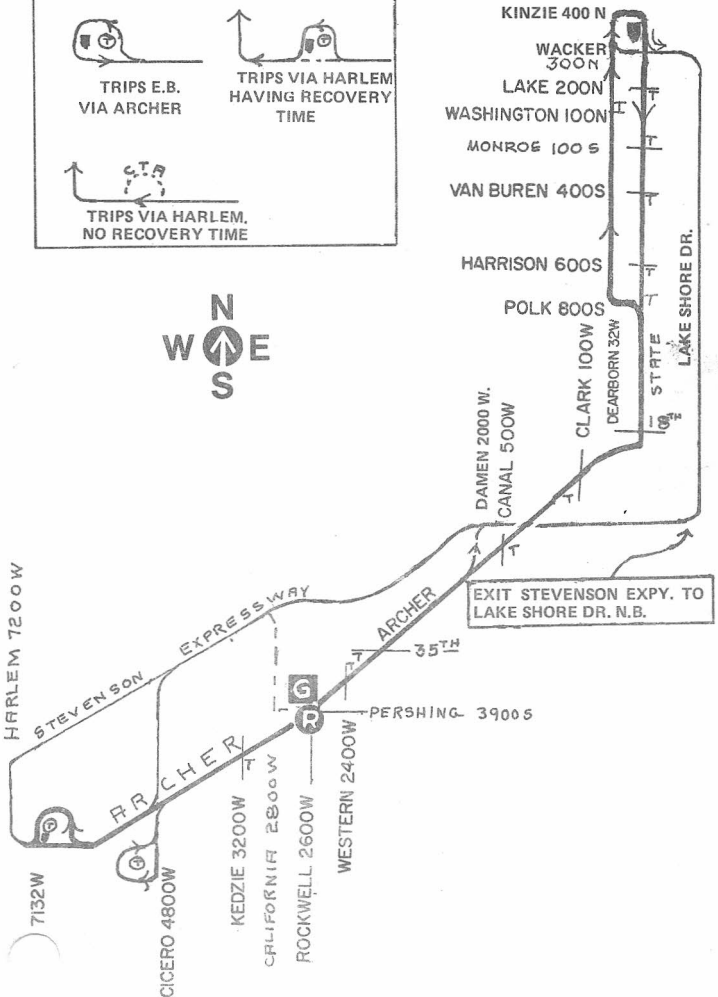 TRIPS E.B.
VIA ARCHER
TRIPS VIA HARLEM
HAVING RECOVERY
TIME
CTA
TRIPS VIA HARLEM.
NO RECOVERY TIME
KINZIE 400 N
WACKER
300N
LAKE 200N
T
WASHINGTON 100N
T
MONROE 100 S
T
VAN BUREN 400S
T
HARRISON 600S
T
POLK 800S
T
N
W E
S
LAKE SHORE DR.
STATE
DEARBORN 32W
CLARK 100W
18TH
T
DAMEN 2000 W.
CANAL 500W
T
EXIT STEVENSON EXPY. TO
LAKE SHORE DR. N.B.
ARCHER
35TH
T
T
HARLEM 7200W
STEVENSON EXPRESSWAY
G
R
PERSHING 3900S
ARCHER
T
7132W
T
T
CICERO 4800W
KEDZIE 3200W
CALIFORNIA 2800W
ROCKWELL 2600W
WESTERN 2400W